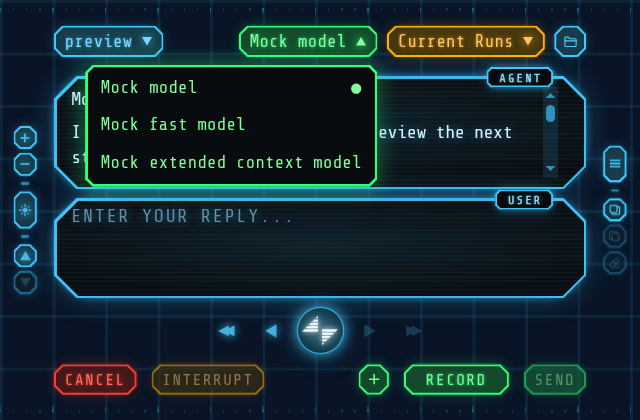 preview
Mock model
Current Runs
AGENT
Mock model
Mock fast model
eview the next
Mock extended context model
USER
ENTER YOUR REPLY...
CANCEL
INTERRUPT
RECORD
SEND